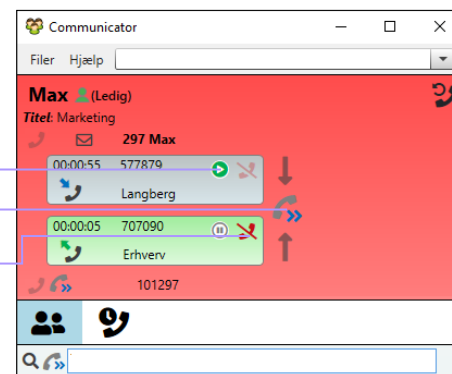 Communicator
Filer Hjælp
Max (Ledig)
Titel: Marketing
297 Max
00:00:55 577879
Langberg
00:00:05 707090
Erhverv
101297